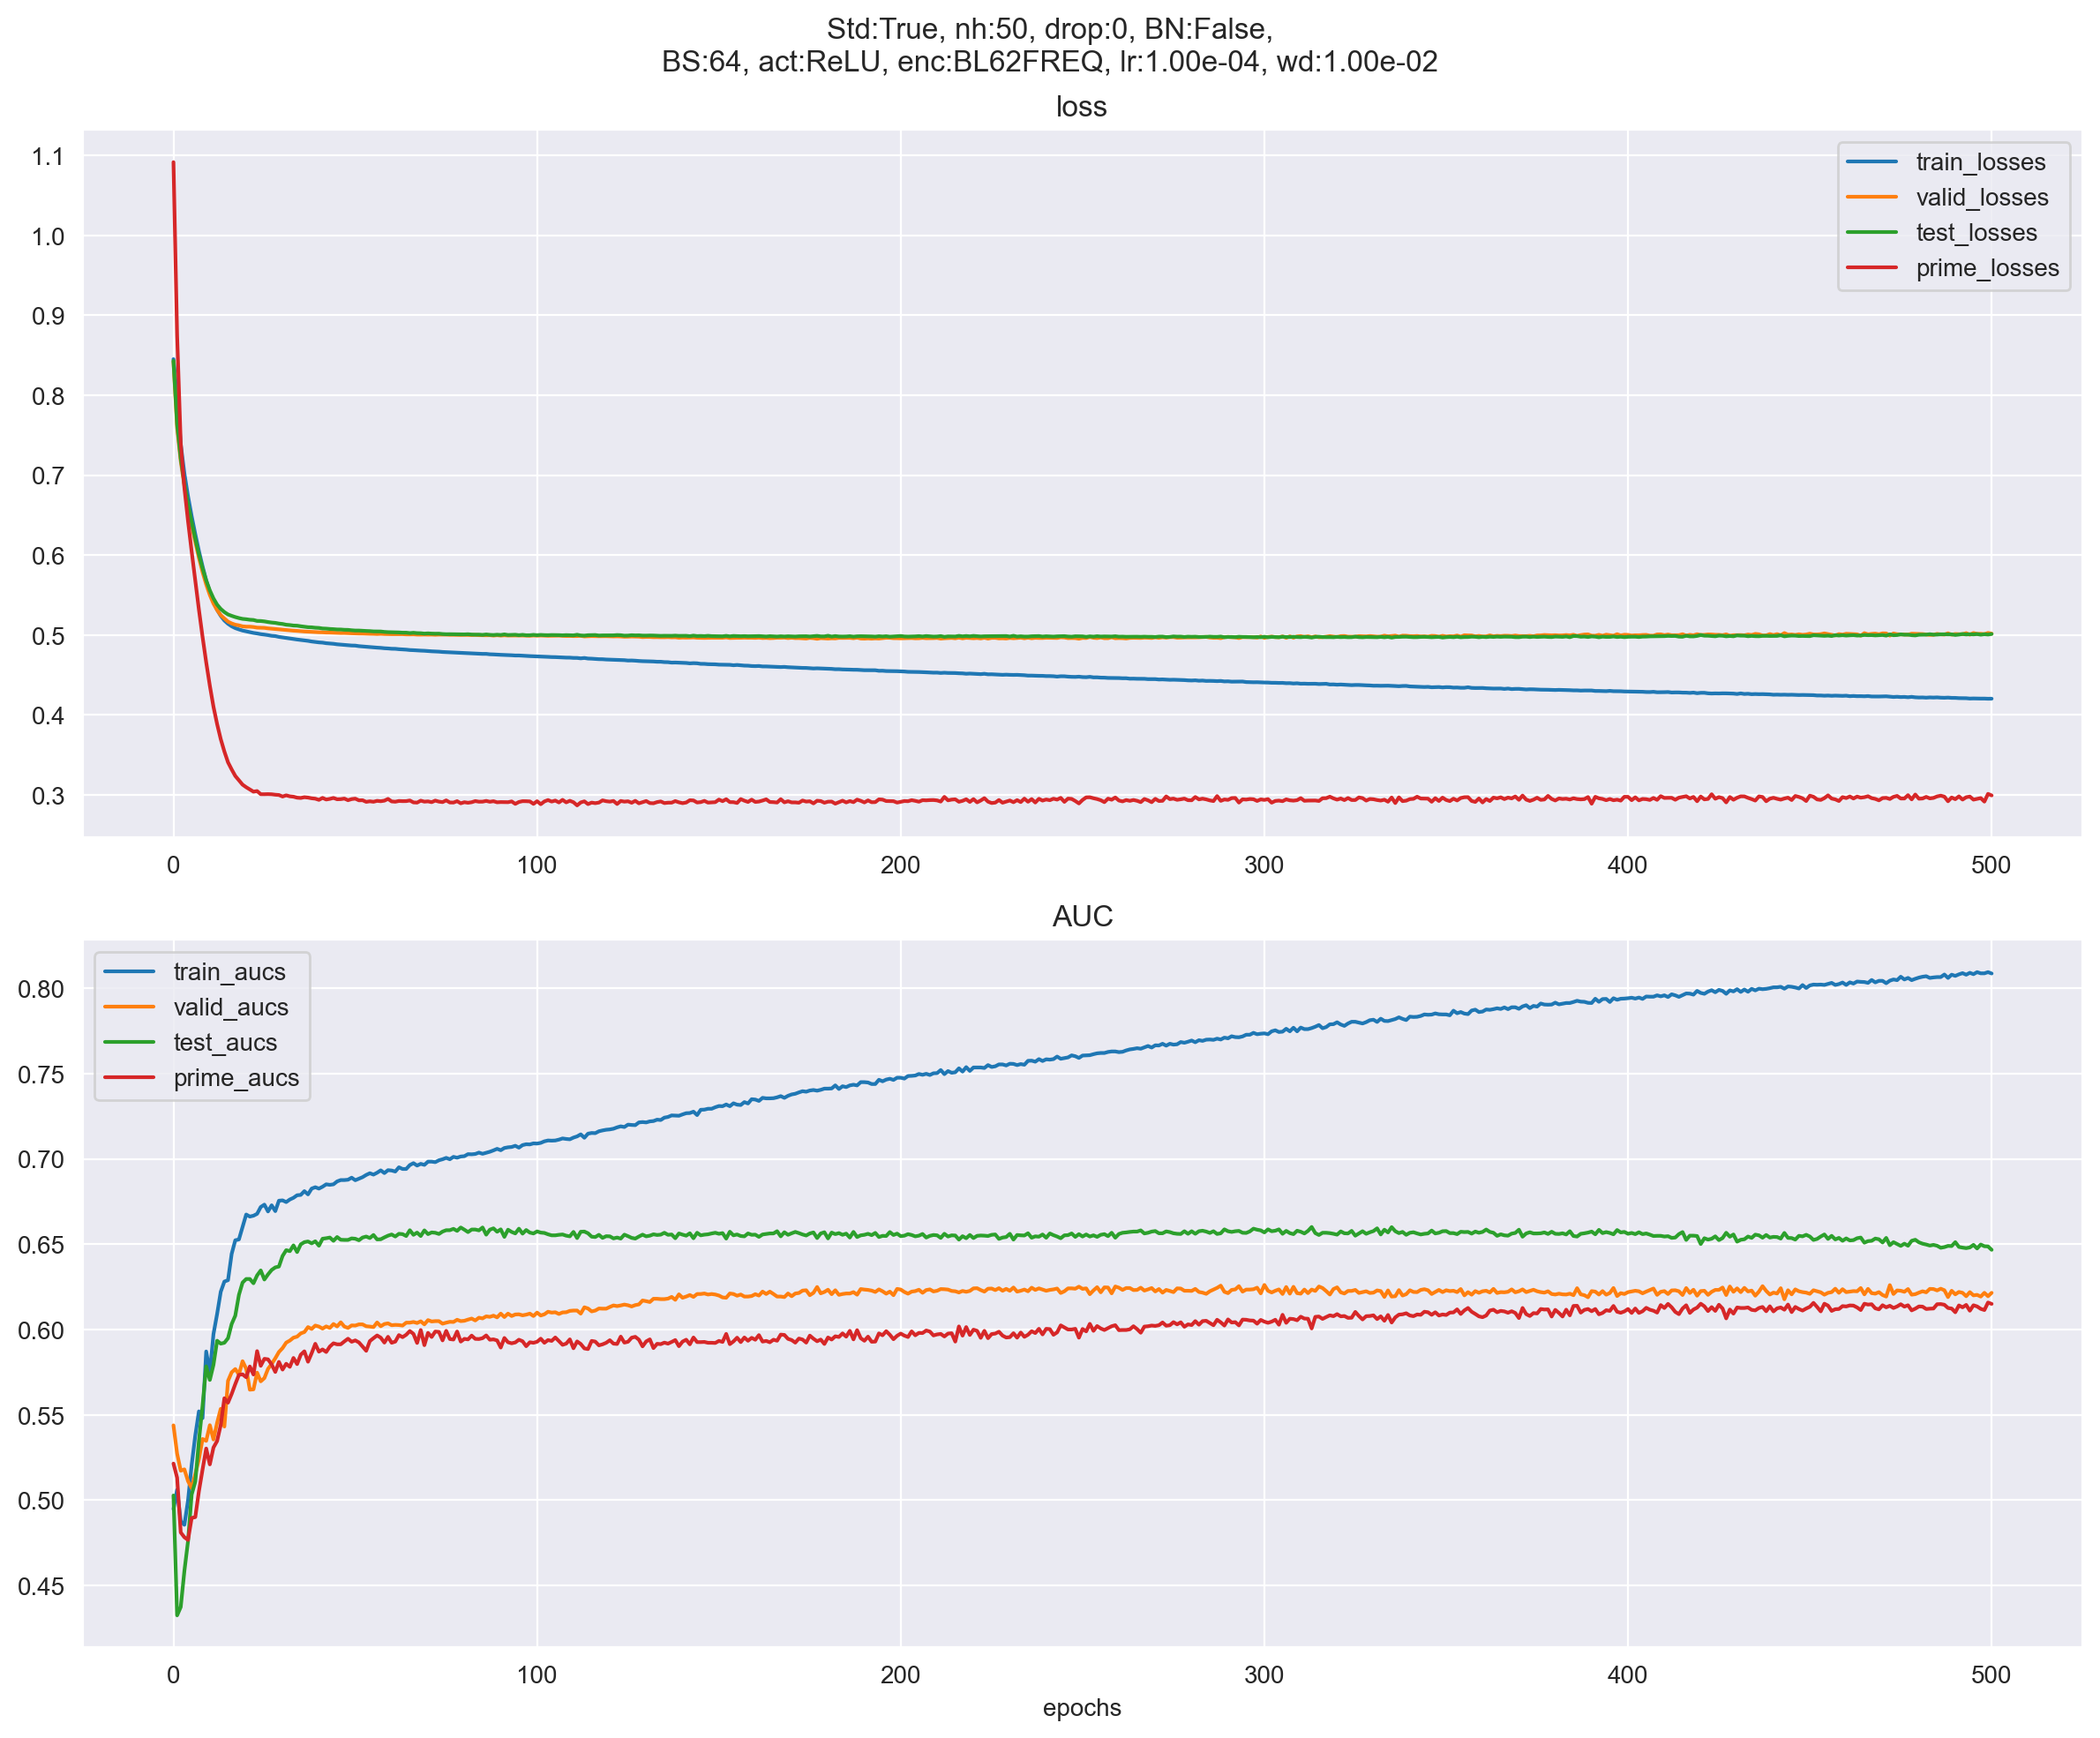 Std:True, nh:50, drop:0, BN:False,
BS:64, act:ReLU, enc:BL62FREQ, lr:1.00e-04, wd:1.00e-02
loss
1.1
1.0
0.9
0.8
0.7
0.6
0.5
0.4
0.3
train_losses
valid_losses
test_losses
prime_losses
0 100 200 300 400 500
AUC
0.80
0.75
0.70
0.65
0.60
0.55
0.50
0.45
train_aucs
valid_aucs
test_aucs
prime_aucs
0 100 200 300 400 500
epochs